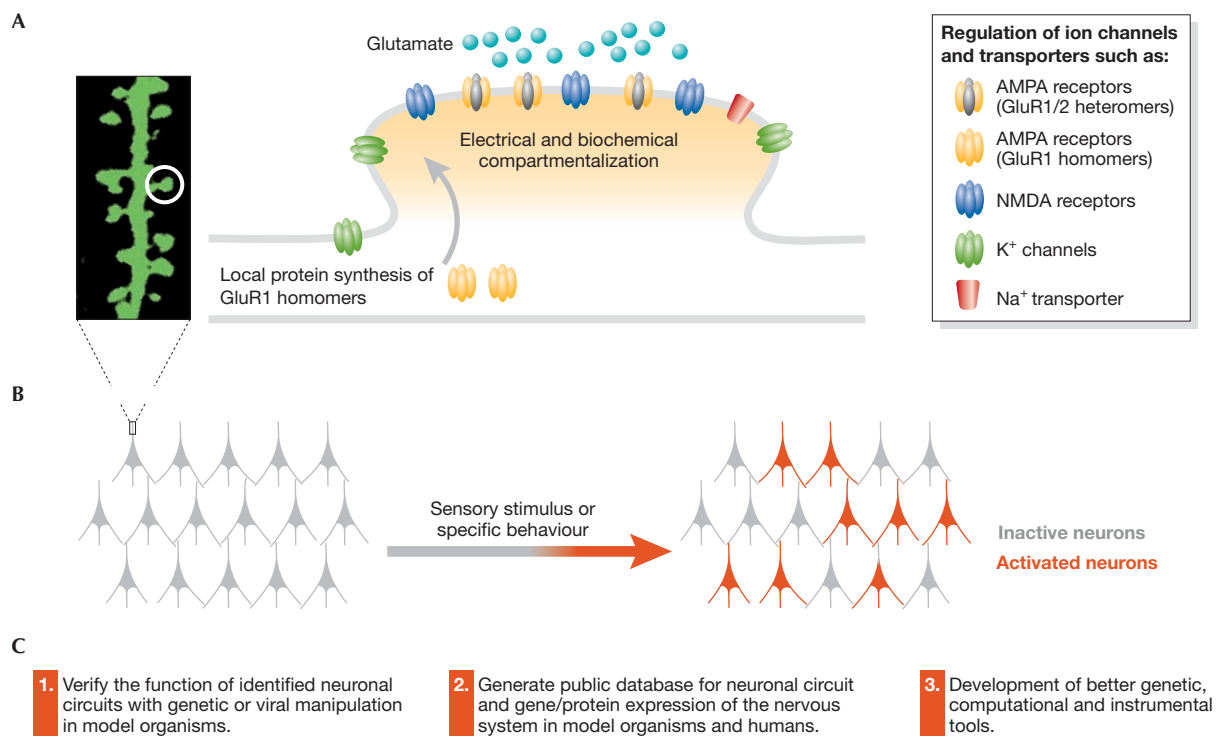 A
Glutamate
Electrical and biochemical
compartmentalization
Local protein synthesis of
GluR1 homomers
Regulation of ion channels
and transporters such as:
AMPA receptors
(GluR1/2 heteromers)
AMPA receptors
(GluR1 homomers)
NMDA receptors
K⁺ channels
Na⁺ transporter
B
Sensory stimulus or
specific behaviour
Inactive neurons
Activated neurons
C
1. Verify the function of identified neuronal
circuits with genetic or viral manipulation
in model organisms.
2. Generate public database for neuronal circuit
and gene/protein expression of the nervous
system in model organisms and humans.
3. Development of better genetic,
computational and instrumental
tools.